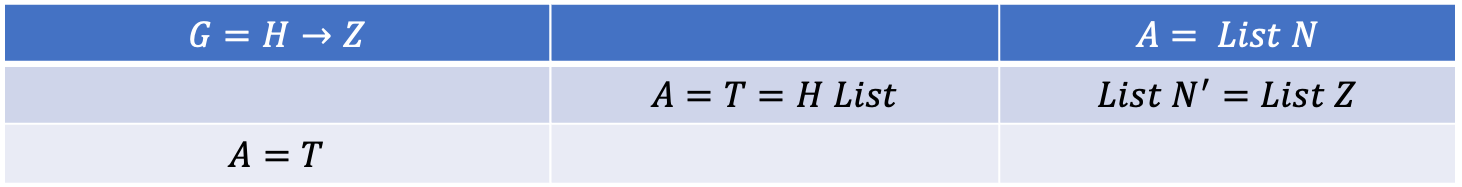 G = H → Z A = List N
A = T = H List List N′ = List Z
A = T